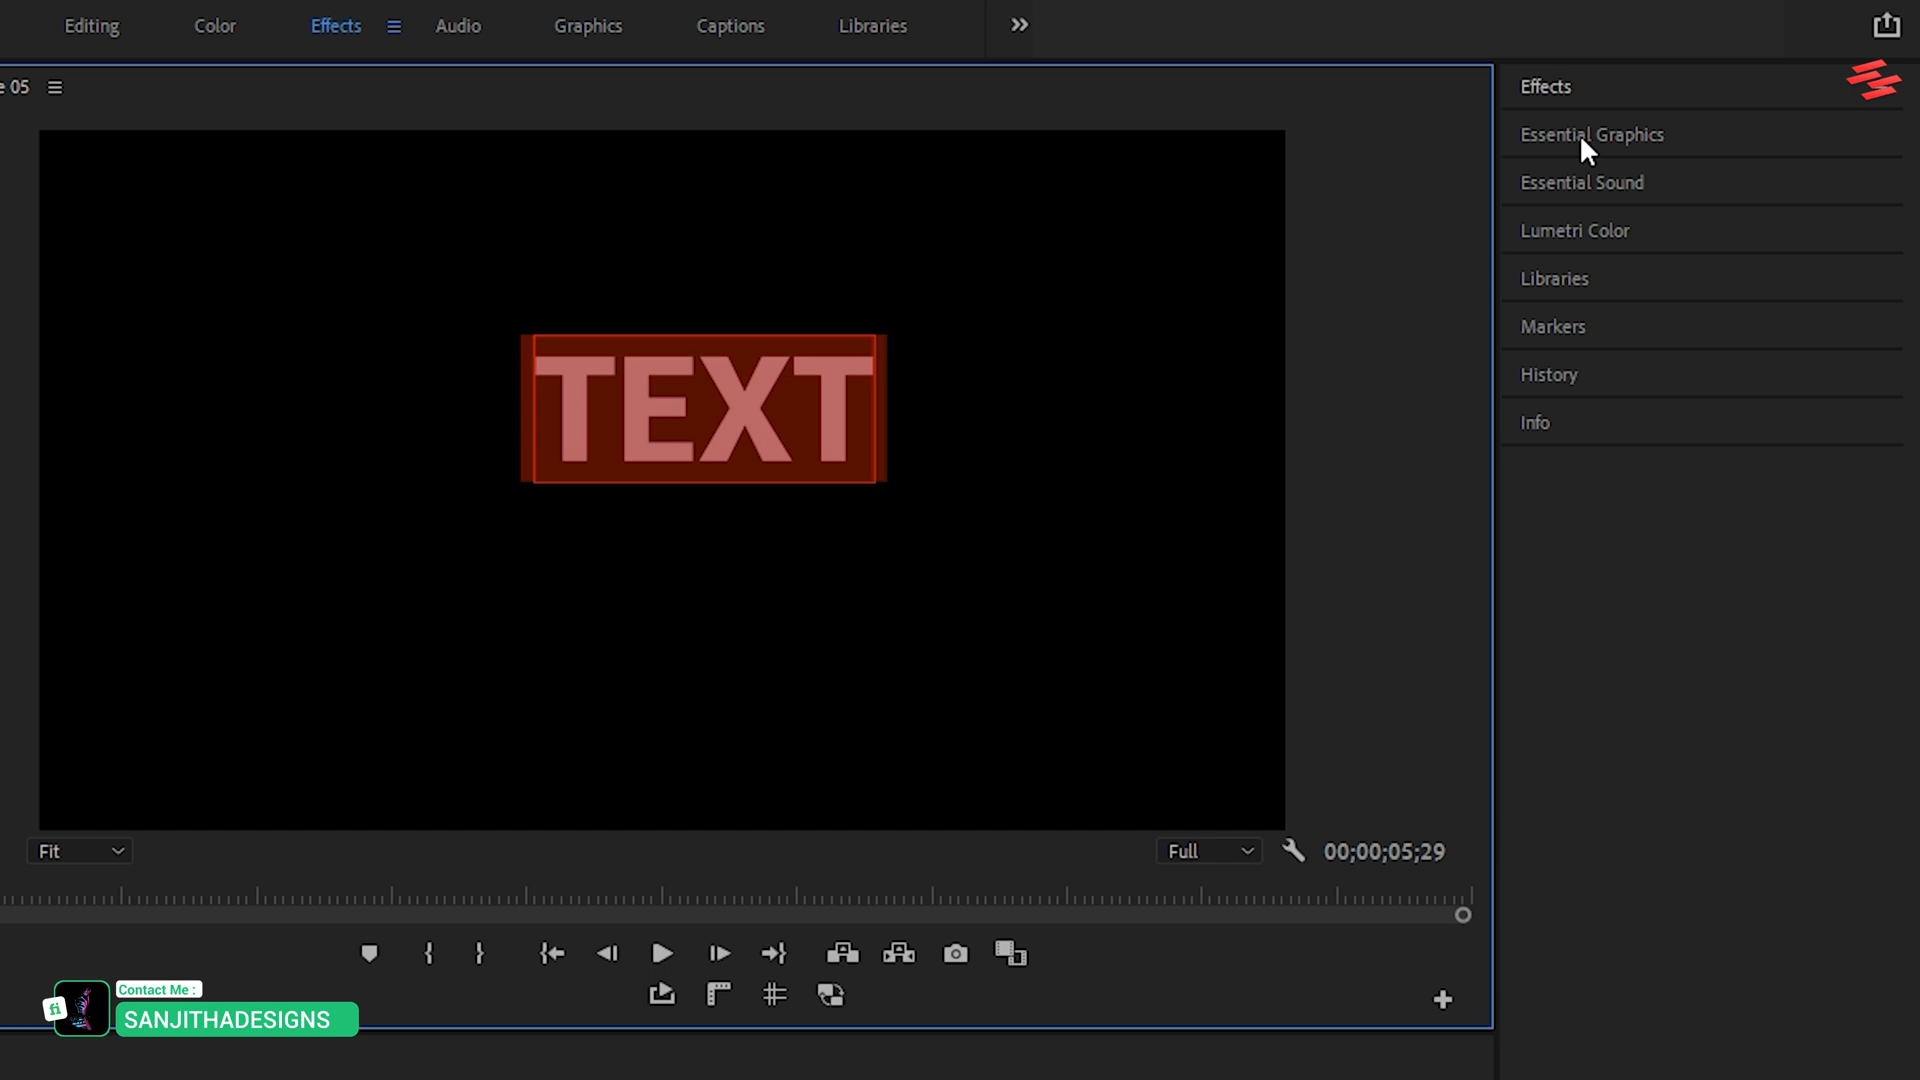 Editing Color Effects Audio Graphics Captions Libraries
e 05
Effects
Essential Graphics
Essential Sound
Lumetri Color
Libraries
Markers
History
Info
TEXT
Fit
Full
00;00;05;29
fi
Contact Me :
SANJITHADESIGNS